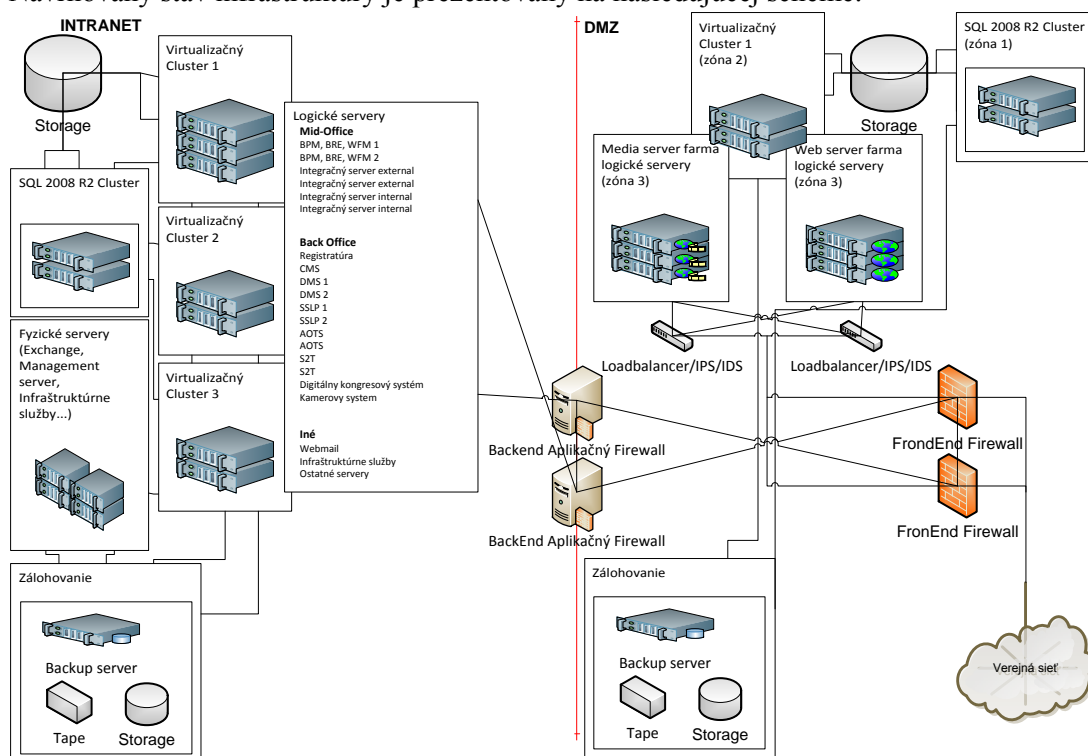 Navrhovaný stav infraštruktúry je prezentovaný na nasledujúcej schéme:
INTRANET
Storage
Virtualizačný
Cluster 1
SQL 2008 R2 Cluster
Virtualizačný
Cluster 2
Fyzické servery
(Exchange,
Management
server,
Infraštruktúrne
služby...)
Virtualizačný
Cluster 3
Logické servery
Mid-Office
BPM, BRE, WFM 1
BPM, BRE, WFM 2
Integračný server external
Integračný server external
Integračný server internal
Integračný server internal
Back Office
Registratúra
CMS
DMS 1
DMS 2
SSLP 1
SSLP 2
AOTS
AOTS
S2T
S2T
Digitálny kongresový systém
Kamerovy system
Iné
Webmail
Infraštruktúrne služby
Ostatné servery
Zálohovanie
Backup server
Tape
Storage
DMZ
Virtualizačný
Cluster 1
(zóna 2)
Storage
SQL 2008 R2 Cluster
(zóna 1)
Media server farma
logické servery
(zóna 3)
Web server farma
logické servery
(zóna 3)
Loadbalancer/IPS/IDS
Loadbalancer/IPS/IDS
Backend Aplikačný Firewall
FrondEnd Firewall
BackEnd Aplikačný Firewall
FronEnd Firewall
Zálohovanie
Backup server
Tape
Storage
Verejná sieť